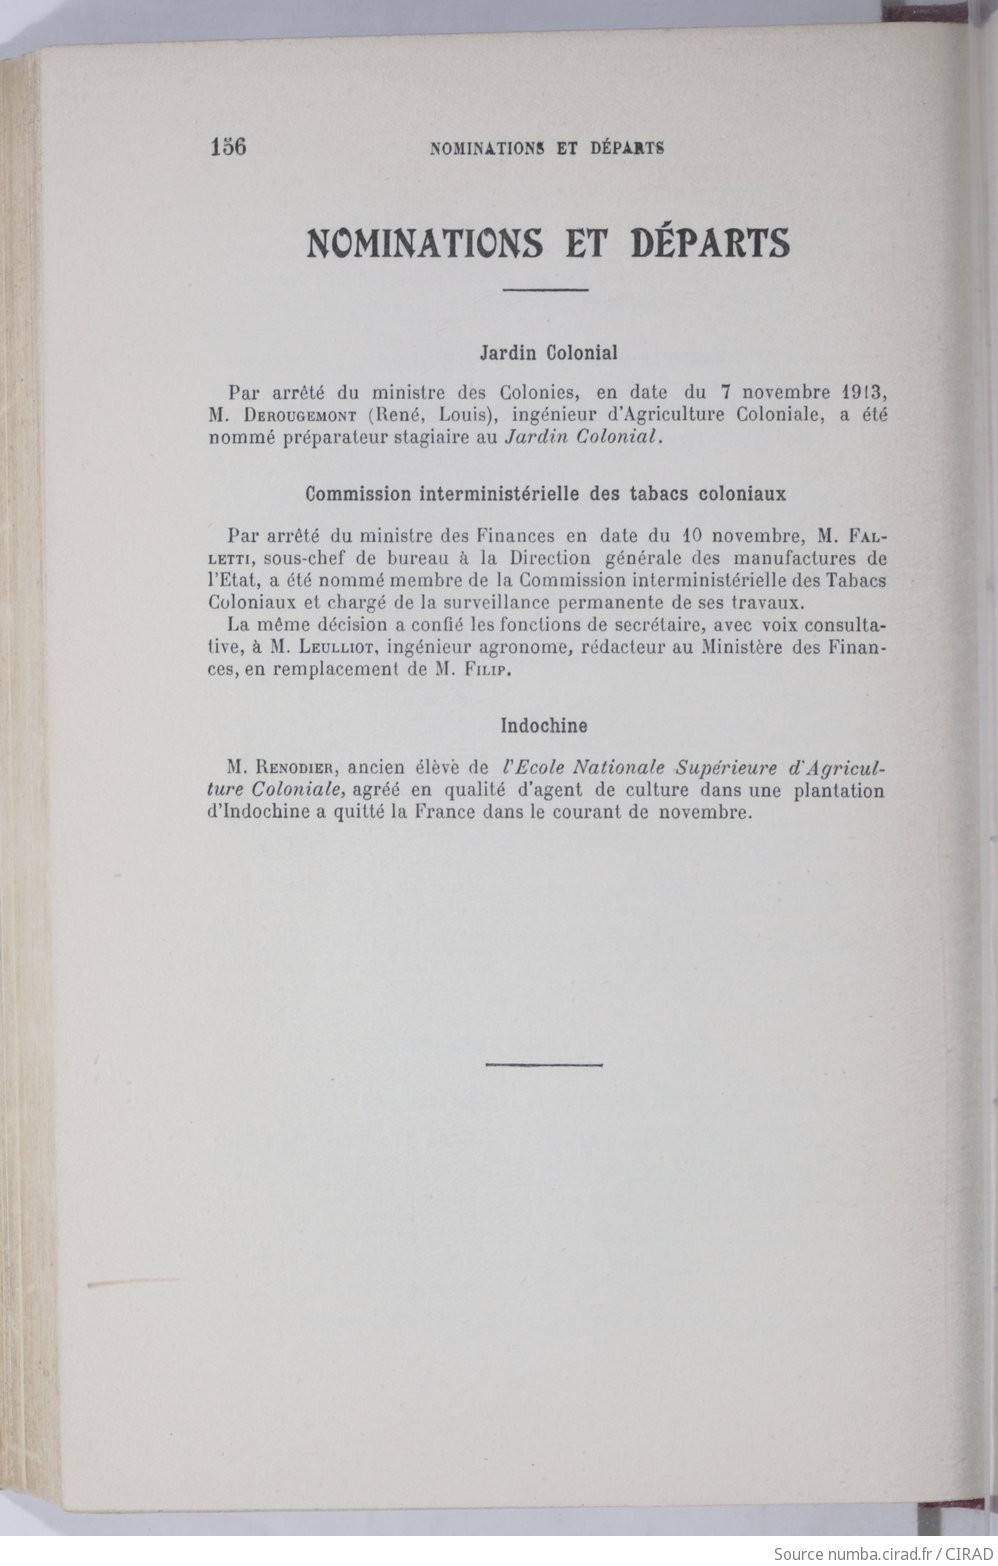 156 NOMINATIONS ET DÉPARTS
NOMINATIONS ET DÉPARTS
Jardin Colonial
Par arrêté du ministre des Colonies, en date du 7 novembre 1913,
M. DEROUGEMONT (René, Louis), ingénieur d'Agriculture Coloniale, a été
nommé préparateur stagiaire au Jardin Colonial.
Commission interministérielle des tabacs coloniaux
Par arrêté du ministre des Finances en date du 10 novembre, M. FAL-
LETTI, sous-chef de bureau à la Direction générale des manufactures de
l'Etat, a été nommé membre de la Commission interministérielle des Tabacs
Coloniaux et chargé de la surveillance permanente de ses travaux.
La même décision a confié les fonctions de secrétaire, avec voix consulta-
tive, à M. LEULLIOT, ingénieur agronome, rédacteur au Ministère des Finan-
ces, en remplacement de M. FILIP.
Indochine
M. RENODIER, ancien élève de l'Ecole Nationale Supérieure d'Agricul-
ture Coloniale, agréé en qualité d'agent de culture dans une plantation
d'Indochine a quitté la France dans le courant de novembre.
Source numba.cirad.fr / CIRAD